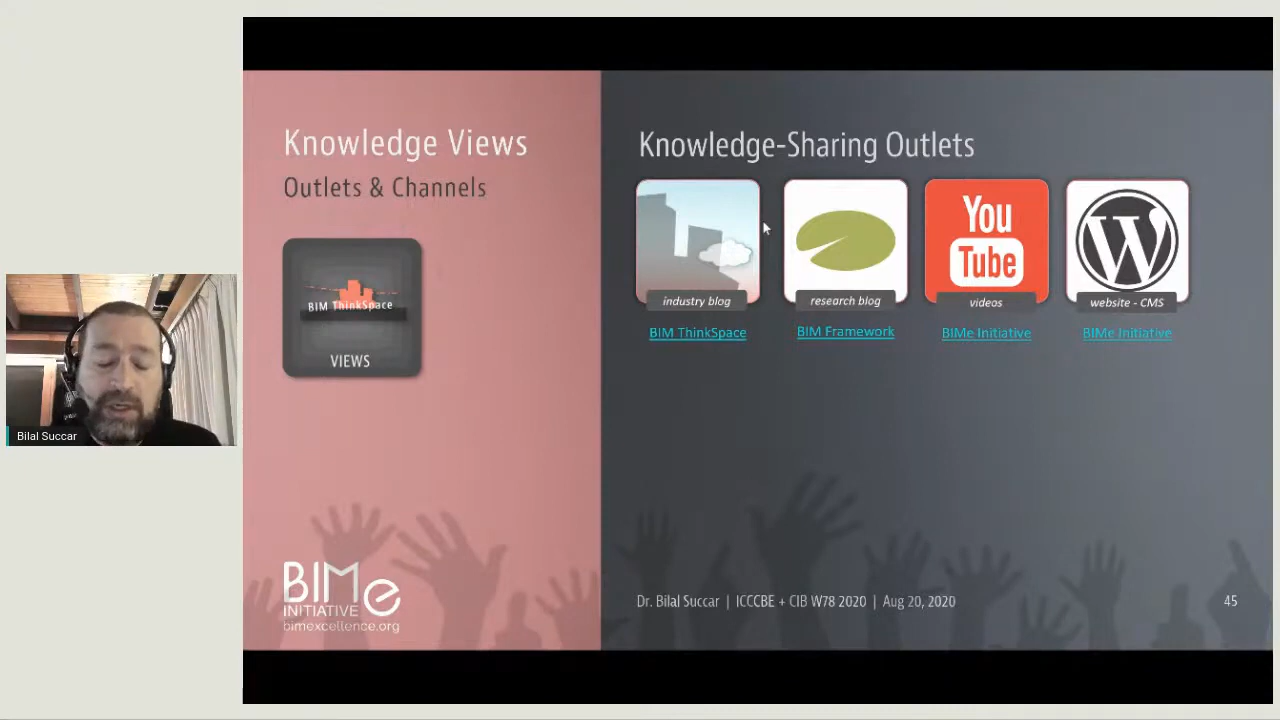 Knowledge Views
Outlets & Channels
BIM ThinkSpace
VIEWS
BIMe
INITIATIVE
bimexcellence.org
Knowledge-Sharing Outlets
industry blog
research blog
You
Tube
videos
W
website - CMS
BIM ThinkSpace
BIM Framework
BIMe Initiative
BIMe Initiative
Dr. Bilal Succar | ICCCBE + CIB W78 2020 | Aug 20, 2020
45
Bilal Succar